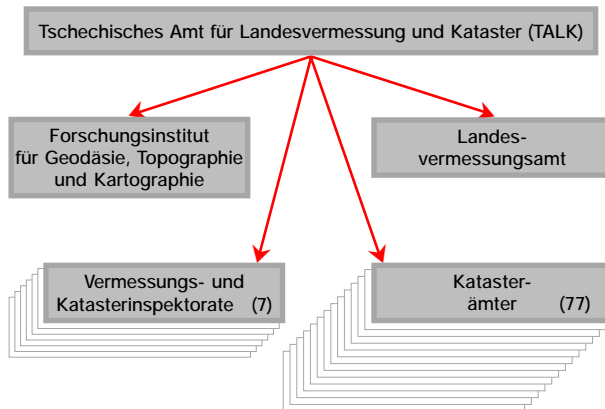 Tschechisches Amt für Landesvermessung und Kataster (TALK)
Forschungsinstitut
für Geodäsie, Topographie
und Kartographie
Landes-
vermessungsamt
Vermessungs- und
Katasterinspektorate (7)
Kataster-
ämter (77)